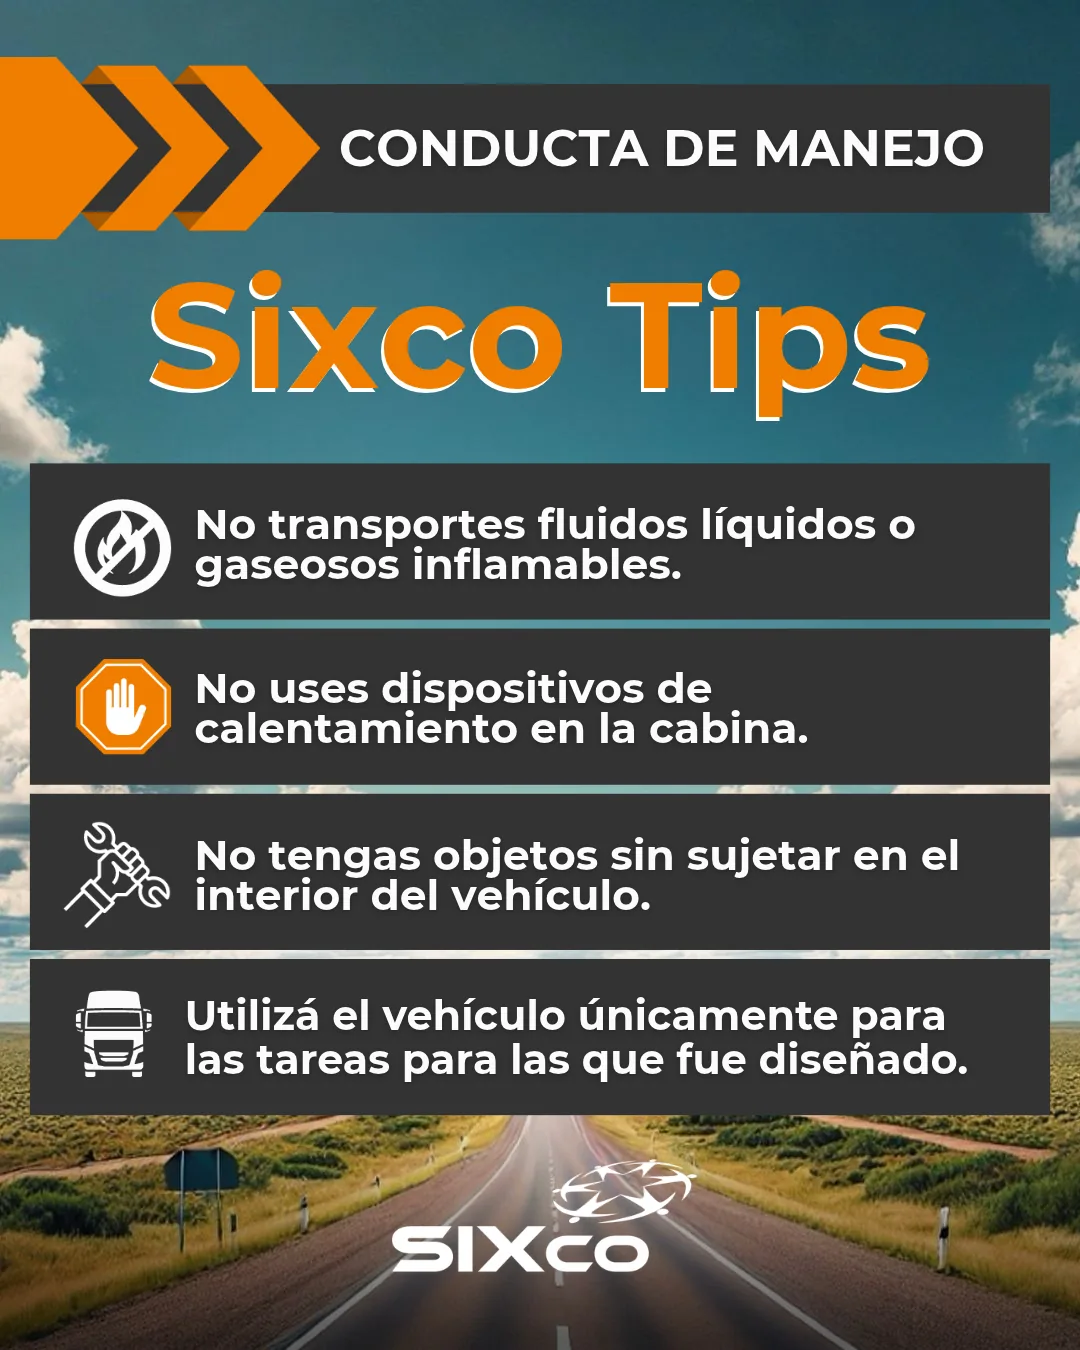 CONDUCTA DE MANEJO
Sixco Tips
No transportes fluidos líquidos o
gaseosos inflamables.
No uses dispositivos de
calentamiento en la cabina.
No tengas objetos sin sujetar en el
interior del vehículo.
Utilizá el vehículo únicamente para
las tareas para las que fue diseñado.
SIXCO